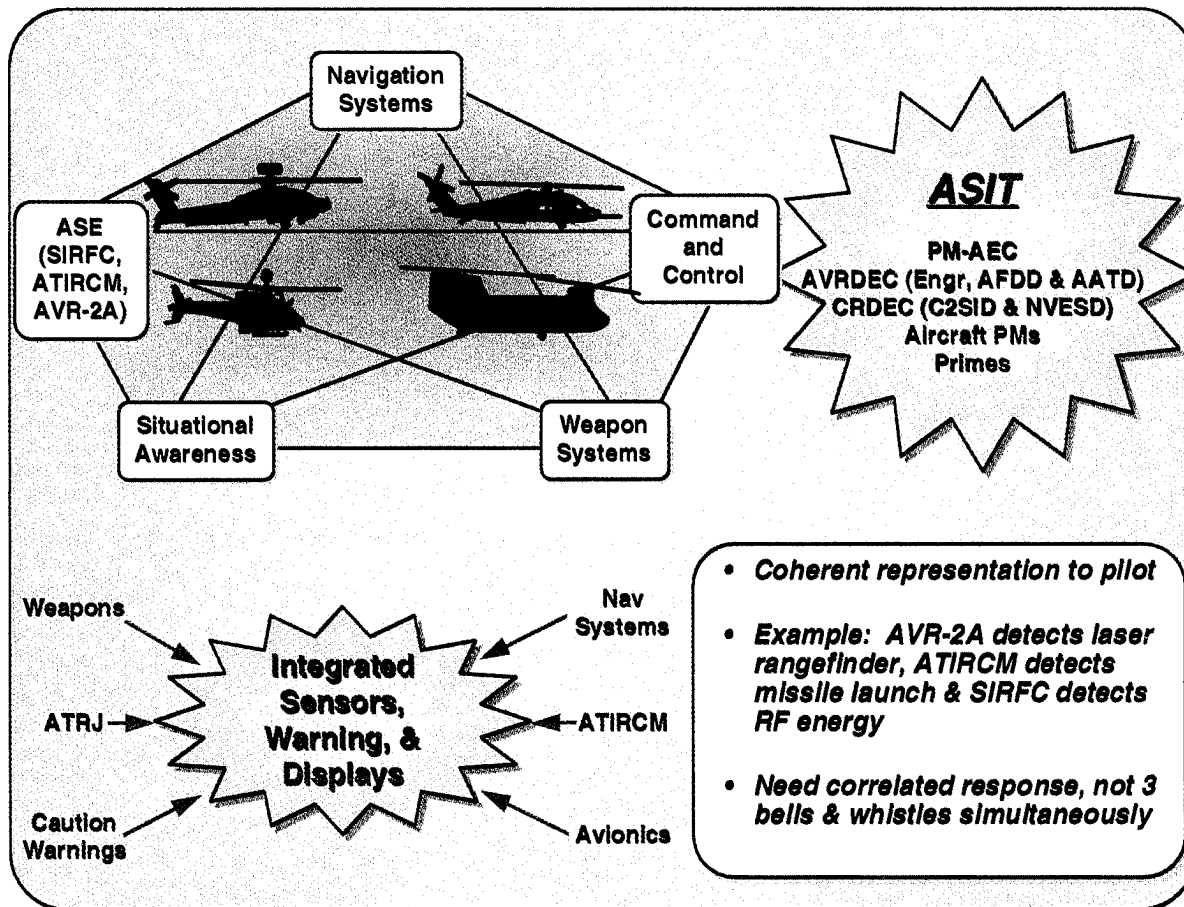 Navigation
Systems
ASE
(SIRFC,
ATIRCM,
AVR-2A)
Command
and
Control
Situational
Awareness
Weapon
Systems
ASIT
PM-AEC
AVRDEC (Engr, AFDD & AATD)
CRDEC (C2SID & NVESD)
Aircraft PMs
Primes
Weapons
ATRJ
Caution
Warnings
Integrated
Sensors,
Warning, &
Displays
Nav
Systems
ATIRCM
Avionics
• Coherent representation to pilot
• Example: AVR-2A detects laser
rangefinder, ATIRCM detects
missile launch & SIRFC detects
RF energy
• Need correlated response, not 3
bells & whistles simultaneously